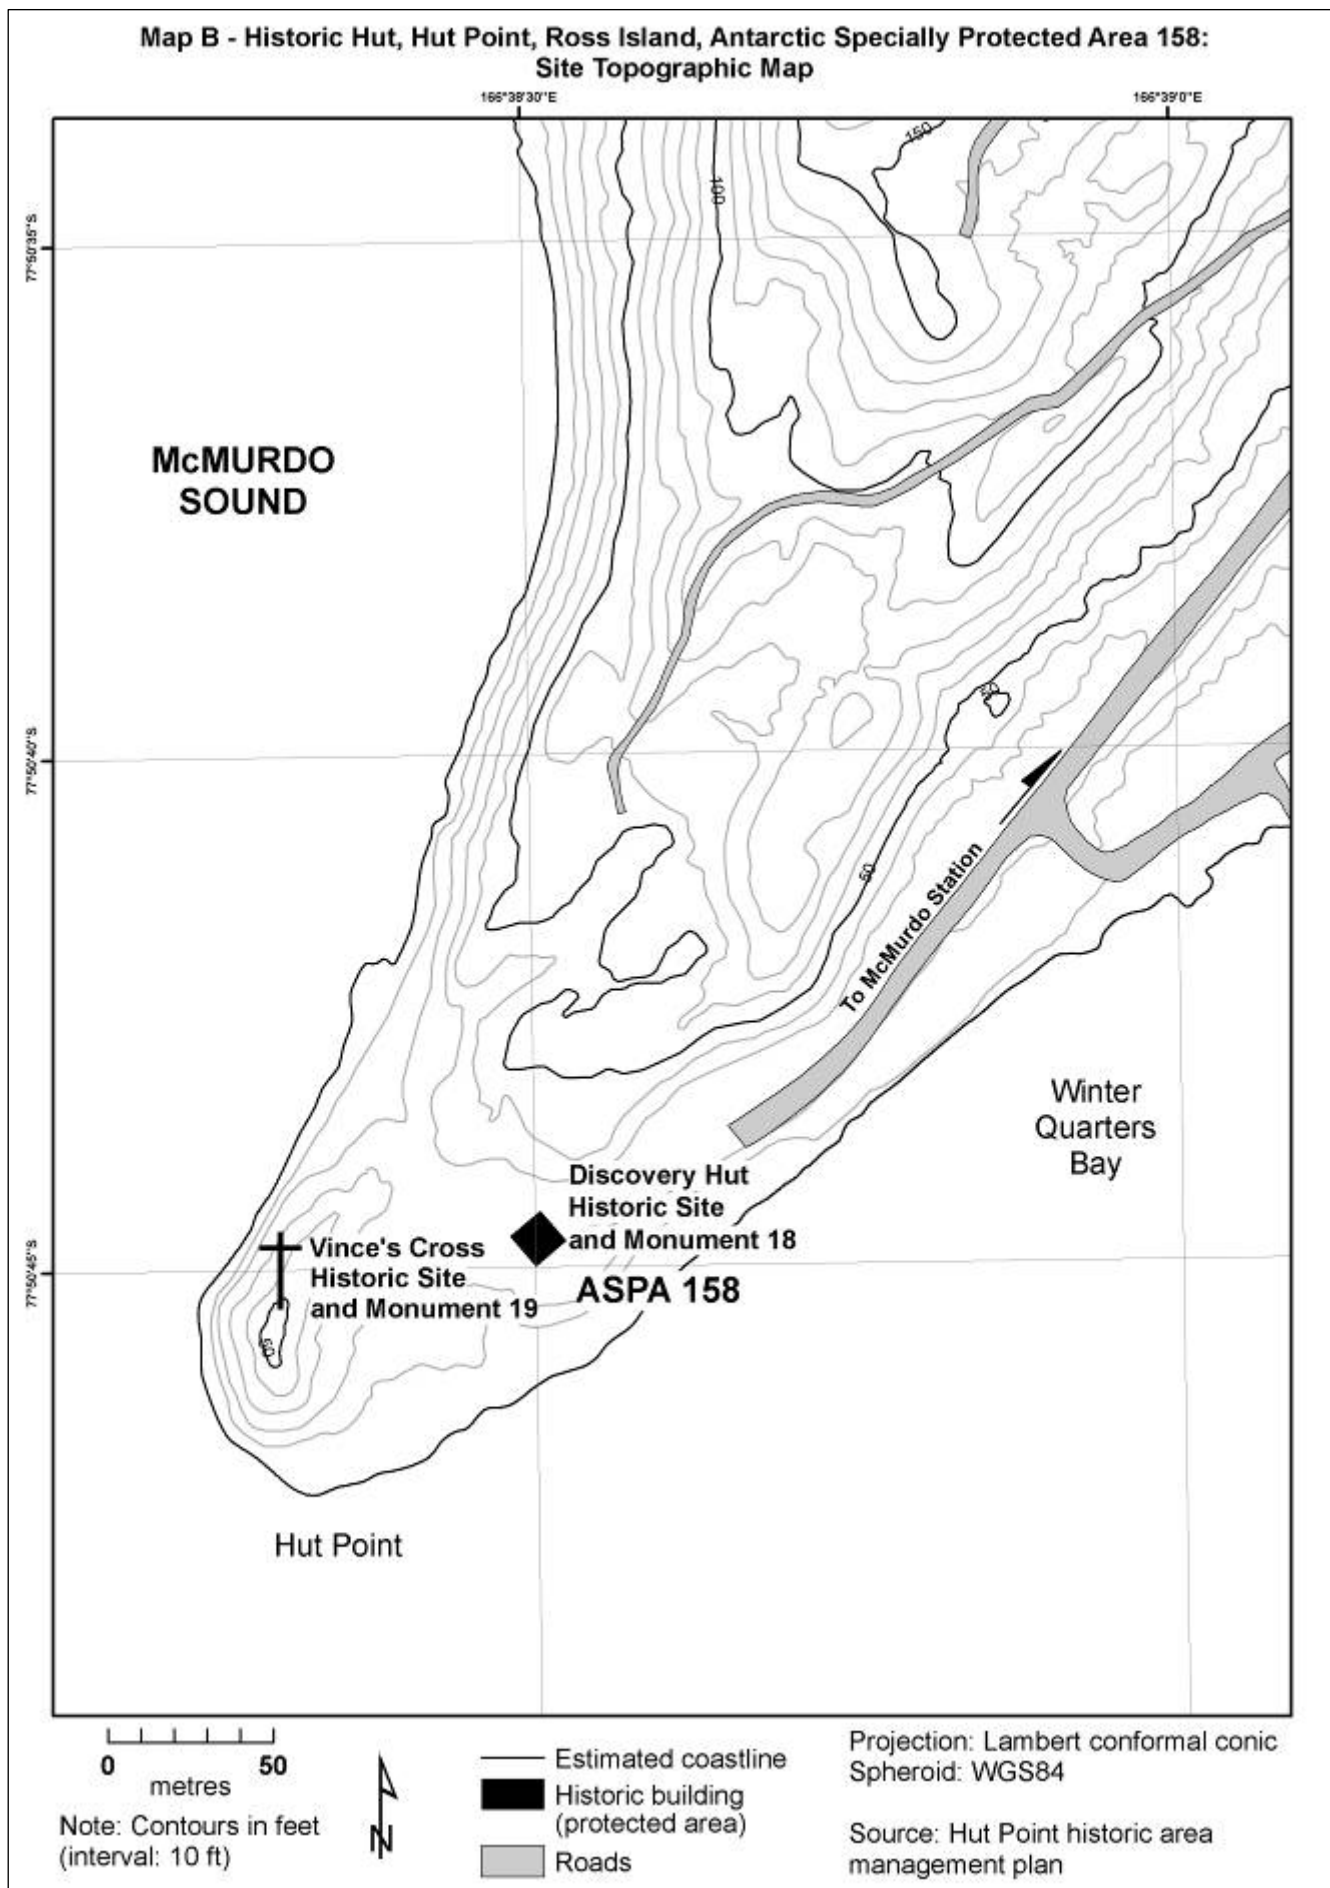 Map B - Historic Hut, Hut Point, Ross Island, Antarctic Specially Protected Area 158:
Site Topographic Map
166°38'30"E
166°39'0"E
150
100
77°50'35"S
McMURDO
SOUND
50
77°50'40"S
50
To McMurdo Station
Winter
Quarters
Bay
Discovery Hut
Historic Site
and Monument 18
ASPA 158
Vince's Cross
Historic Site
and Monument 19
77°50'45"S
50
Hut Point
0 50
metres
Note: Contours in feet
(interval: 10 ft)
N
Estimated coastline
Historic building
(protected area)
Roads
Projection: Lambert conformal conic
Spheroid: WGS84
Source: Hut Point historic area
management plan